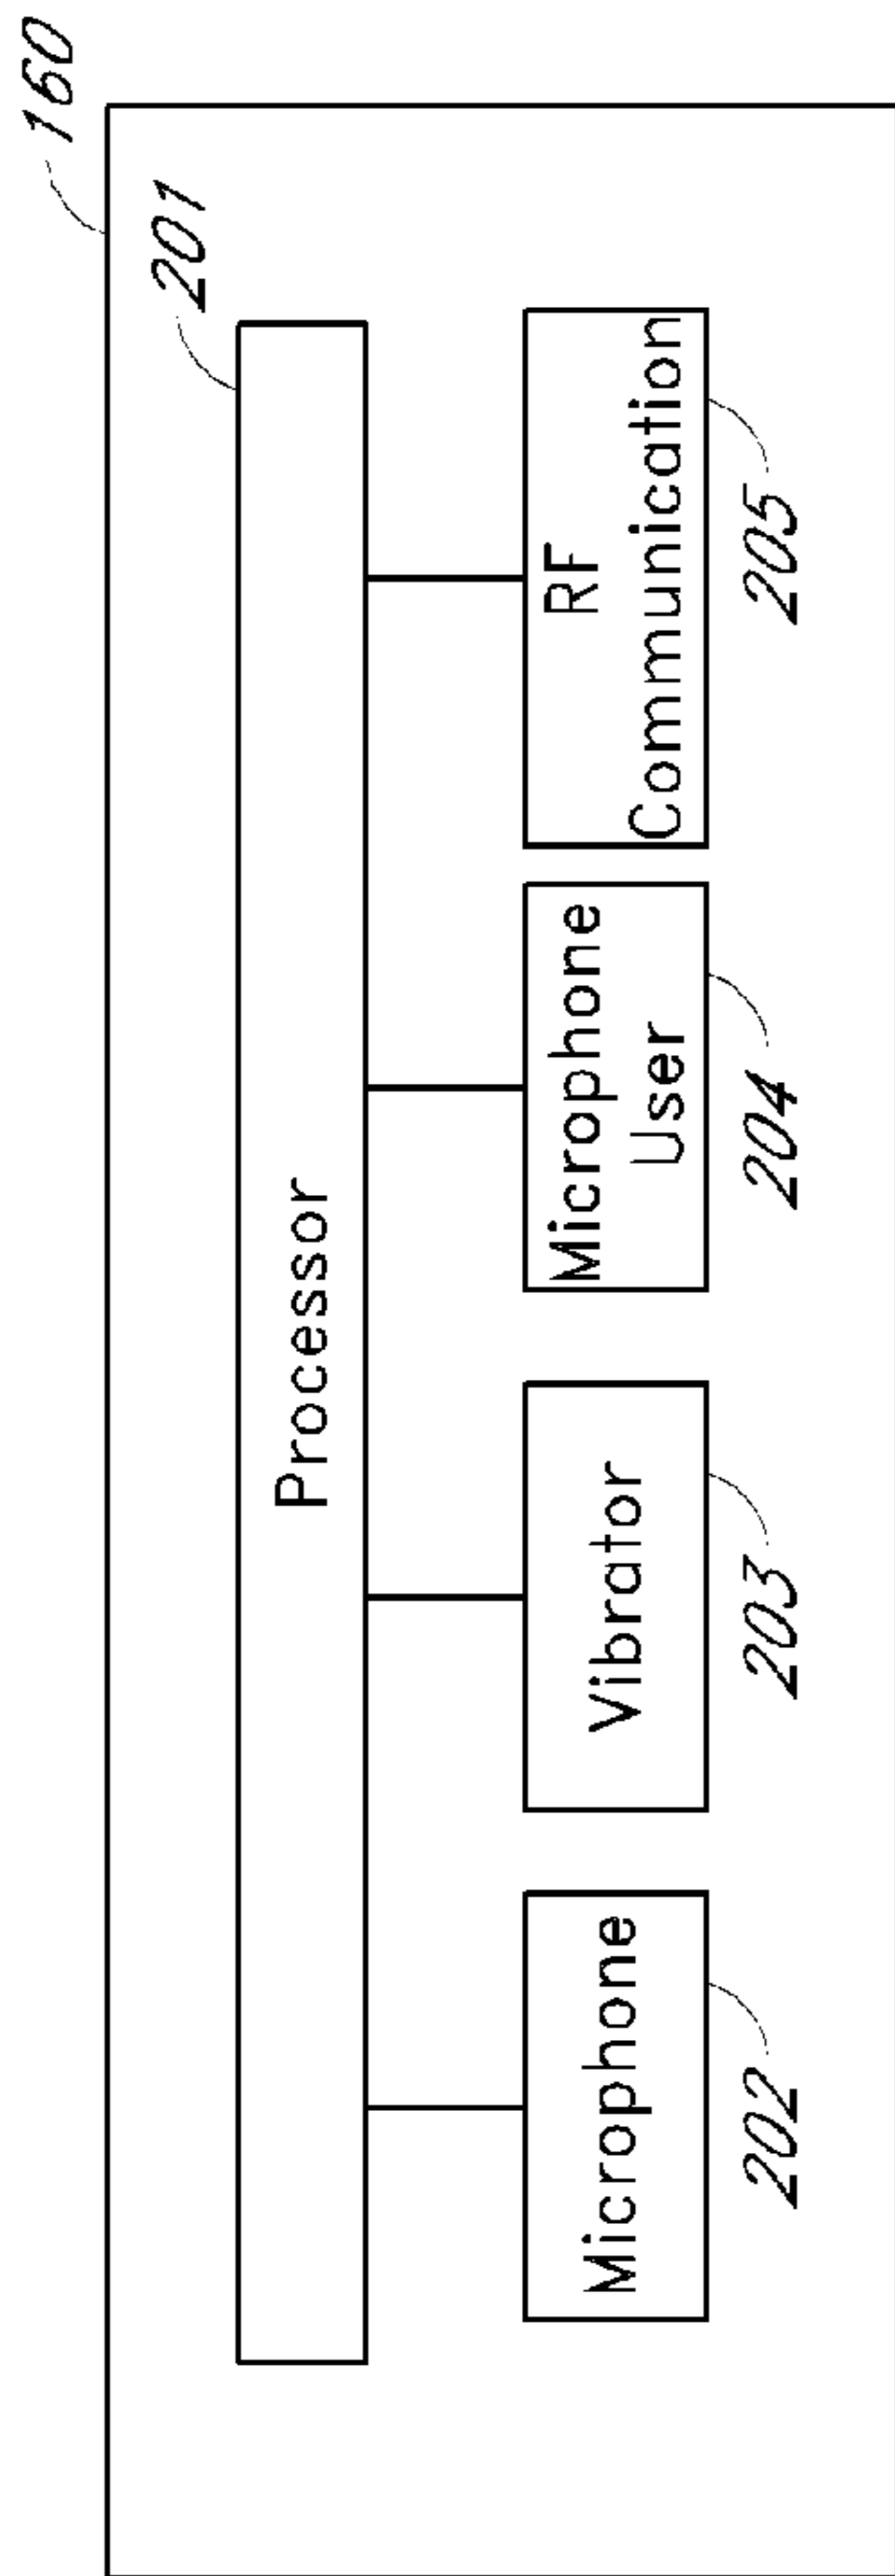 160
201
Processor
Microphone
Vibrator
Microphone
User
RF
Communication
202
203
204
205